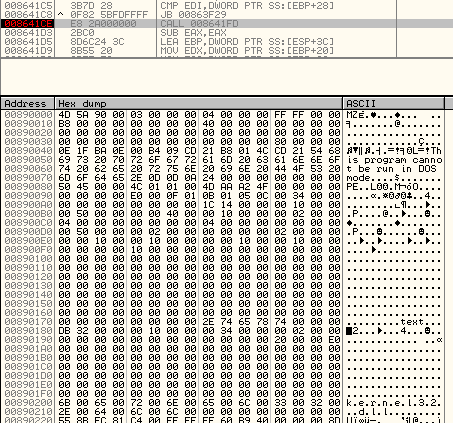 008641C5 3B7D 28 CMP EDI,DWORD PTR SS:[EBP+28]
008641C8 ^ 0F82 5BFDFFFF JB 00863F29
008641CE E8 2A000000 CALL 008641FD
008641D3 2BC0 SUB EAX,EAX
008641D5 8D6C24 3C LEA EBP,DWORD PTR SS:[ESP+3C]
008641D9 8B55 20 MOV EDX,DWORD PTR SS:[EBP+20]
Address Hex dump ASCII
00890000 4D 5A 90 00 03 00 00 00 04 00 00 00 FF FF 00 00 MZÉ.♥...♦...  ..
00890010 B8 00 00 00 00 00 00 00 40 00 00 00 00 00 00 00 ╕.......@.......
00890020 00 00 00 00 00 00 00 00 00 00 00 00 00 00 00 00 ................
00890030 00 00 00 00 00 00 00 00 00 00 00 00 80 00 00 00 ............Ç...
00890040 0E 1F BA 0E 00 B4 09 CD 21 B8 01 4C CD 21 54 68
00890050 69 73 20 70 72 6F 67 72 61 6D 20 63 61 6E 6E 6F is program canno
00890060 74 20 62 65 20 72 75 6E 20 69 6E 20 44 4F 53 20 t be run in DOS
00890070 6D 6F 64 65 2E 0D 0D 0A 24 00 00 00 00 00 00 00 mode....$.......
00890080 50 45 00 00 4C 01 01 00 4D AA A2 4F 00 00 00 00 PE..L☺☺.M¬óO....
00890090 00 00 00 00 E0 00 0F 01 0B 01 05 0C 00 34 00 00
008900A0 00 00 00 00 00 00 00 00 1C 14 00 00 00 10 00 00
008900B0 00 50 00 00 00 00 40 00 00 10 00 00 00 02 00 00 .P....@..►...☻..
008900C0 04 00 00 00 00 00 00 00 04 00 00 00 00 00 00 00 ♦.......♦.......
008900D0 00 50 00 00 00 02 00 00 00 00 00 00 02 00 00 00 .P...☻......☻...
008900E0 00 00 10 00 00 10 00 00 00 00 10 00 00 10 00 00 ..►..►....►..►..
008900F0 00 00 00 00 10 00 00 00 00 00 00 00 00 00 00 00 ....►...........
00890100 00 00 00 00 00 00 00 00 00 00 00 00 00 00 00 00 ................
00890110 00 00 00 00 00 00 00 00 00 00 00 00 00 00 00 00 ................
00890120 00 00 00 00 00 00 00 00 00 00 00 00 00 00 00 00 ................
00890130 00 00 00 00 00 00 00 00 00 00 00 00 00 00 00 00 ................
00890140 00 00 00 00 00 00 00 00 00 00 00 00 00 00 00 00 ................
00890150 00 00 00 00 00 00 00 00 00 00 00 00 00 00 00 00 ................
00890160 00 00 00 00 00 00 00 00 00 00 00 00 00 00 00 00 ................
00890170 00 00 00 00 00 00 00 00 2E 74 65 78 74 00 00 00 .........text...
00890180 DB 32 00 00 00 10 00 00 00 34 00 00 00 02 00 00 █2...►...4...☻..
00890190 00 00 00 00 00 00 00 00 00 00 00 00 20 00 00 E0 ............ ..α
008901A0 00 00 00 00 00 00 00 00 00 00 00 00 00 00 00 00 ................
008901B0 00 00 00 00 00 00 00 00 00 00 00 00 00 00 00 00 ................
008901C0 00 00 00 00 00 00 00 00 00 00 00 00 00 00 00 00 ................
008901D0 00 00 00 00 00 00 00 00 00 00 00 00 00 00 00 00 ................
008901E0 00 00 00 00 00 00 00 00 00 00 00 00 00 00 00 00 ................
008901F0 00 00 00 00 00 00 00 00 00 00 00 00 00 00 00 00 ................
00890200 6B 00 65 00 72 00 6E 00 65 00 6C 00 33 00 32 00 k.e.r.n.e.l.3.2.
00890210 2E 00 64 00 6C 00 6C 00 00 00 00 00 00 00 00 00 ..d.l.l.........